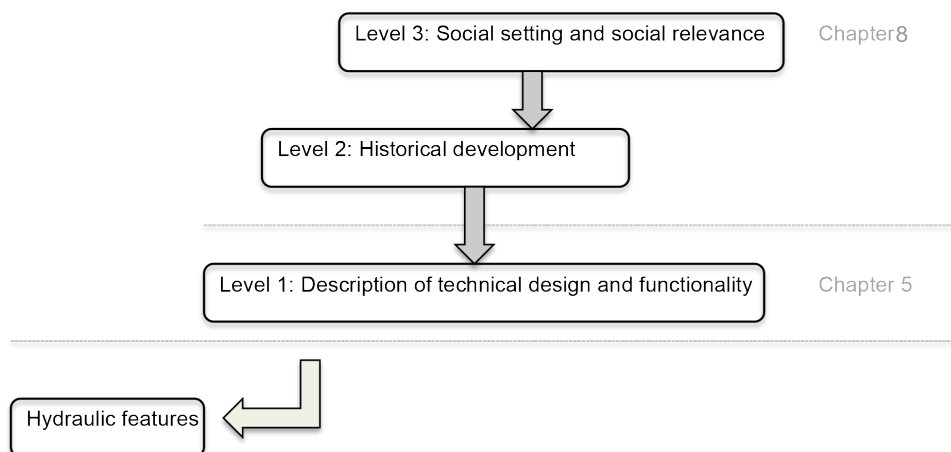 Level 3: Social setting and social relevance
Chapter8
Level 2: Historical development
Level 1: Description of technical design and functionality
Chapter 5
Hydraulic features